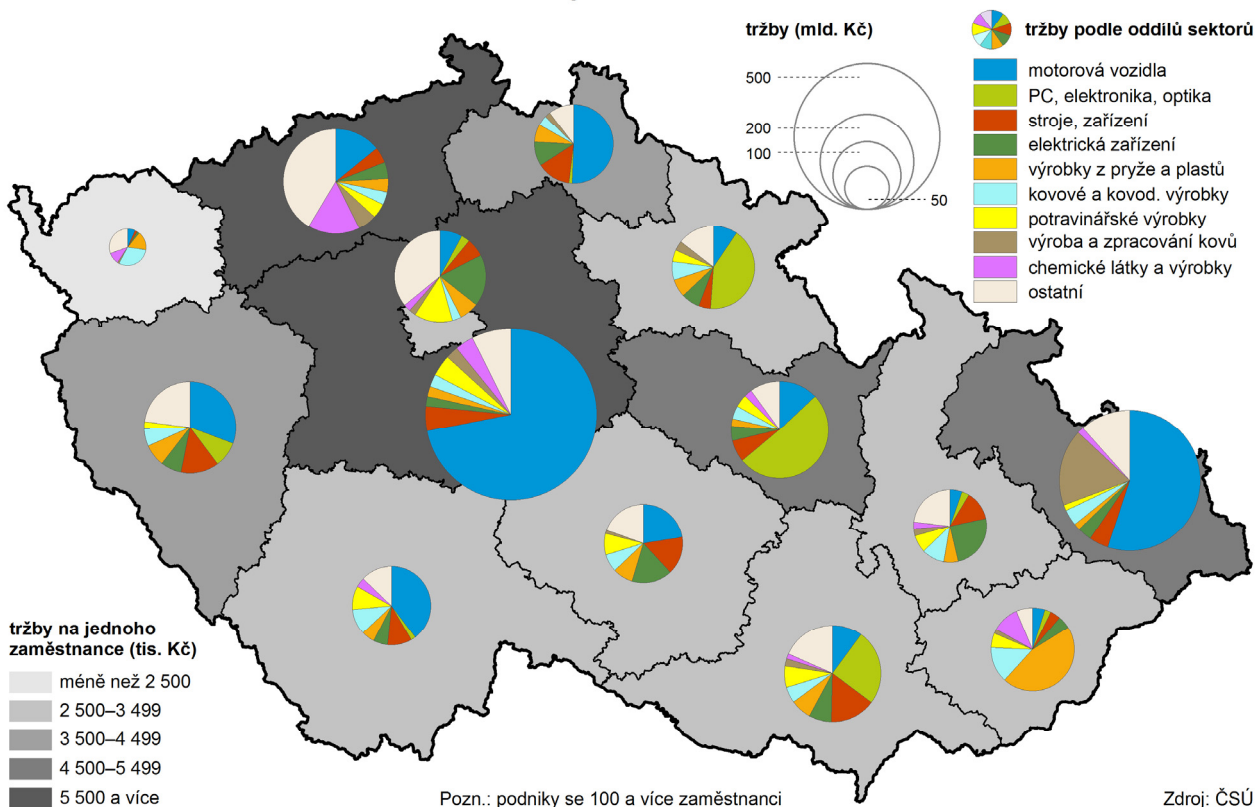 tržby (mld. Kč)
500
200
100
50
tržby podle oddílů sektorů
motorová vozidla
PC, elektronika, optika
stroje, zařízení
elektrická zařízení
výrobky z pryže a plastů
kovové a kovod. výrobky
potravinářské výrobky
výroba a zpracování kovů
chemické látky a výrobky
ostatní
tržby na jednoho
zaměstnance (tis. Kč)
méně než 2 500
2 500–3 499
3 500–4 499
4 500–5 499
5 500 a více
Pozn.: podniky se 100 a více zaměstnanci
Zdroj: ČSÚ